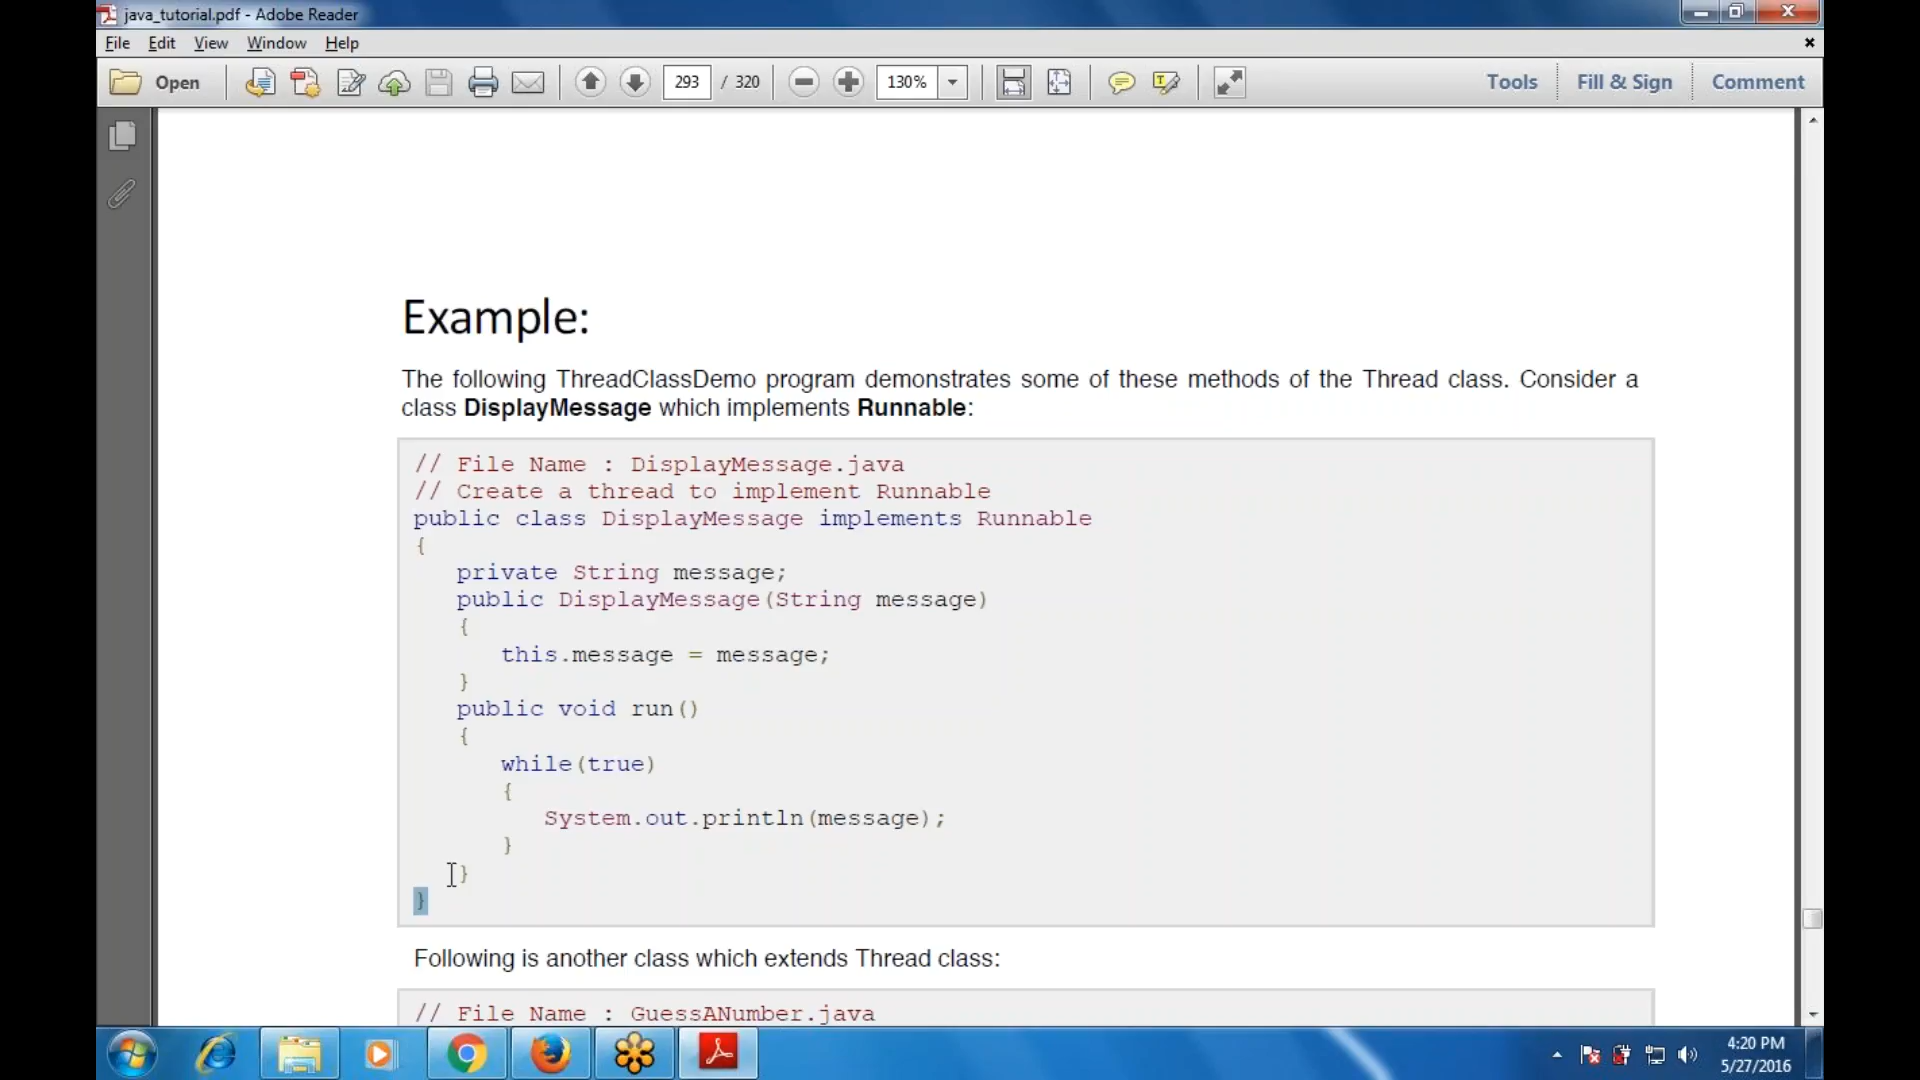 java_tutorial.pdf - Adobe Reader
File Edit View Window Help
Open 293 / 320 130% Tools Fill & Sign Comment
Example:
The following ThreadClassDemo program demonstrates some of these methods of the Thread class. Consider a
class DisplayMessage which implements Runnable:
// File Name : DisplayMessage.java
// Create a thread to implement Runnable
public class DisplayMessage implements Runnable
{
private String message;
public DisplayMessage(String message)
{
this.message = message;
}
public void run()
{
while(true)
{
System.out.println(message);
}
}
}
Following is another class which extends Thread class:
// File Name : GuessANumber.java
4:20 PM
5/27/2016